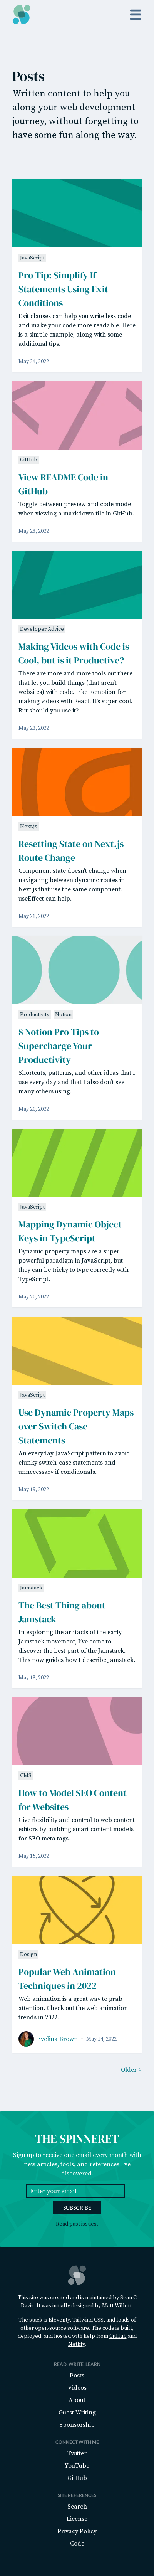 Posts
Written content to help you
along your web development
journey, without forgetting to
have some fun along the way.
JavaScript
Pro Tip: Simplify If
Statements Using Exit
Conditions
Exit clauses can help you write less code
and make your code more readable. Here
is a simple example, along with some
additional tips.
May 24, 2022
GitHub
View README Code in
GitHub
Toggle between preview and code mode
when viewing a markdown file in GitHub.
May 23, 2022
Developer Advice
Making Videos with Code is
Cool, but is it Productive?
There are more and more tools out there
that let you build things (that aren't
websites) with code. Like Remotion for
making videos with React. It's super cool.
But should you use it?
May 22, 2022
Next.js
Resetting State on Next.js
Route Change
Component state doesn't change when
navigating between dynamic routes in
Next.js that use the same component.
useEffect can help.
May 21, 2022
Productivity Notion
8 Notion Pro Tips to
Supercharge Your
Productivity
Shortcuts, patterns, and other ideas that I
use every day and that I also don't see
many others using.
May 20, 2022
JavaScript
Mapping Dynamic Object
Keys in TypeScript
Dynamic property maps are a super
powerful paradigm in JavaScript, but
they can be tricky to type correctly with
TypeScript.
May 20, 2022
JavaScript
Use Dynamic Property Maps
over Switch Case
Statements
An everyday JavaScript pattern to avoid
clunky switch-case statements and
unnecessary if conditionals.
May 19, 2022
Jamstack
The Best Thing about
Jamstack
In exploring the artifacts of the early
Jamstack movement, I've come to
discover the best part of the Jamstack.
This now guides how I describe Jamstack.
May 18, 2022
CMS
How to Model SEO Content
for Websites
Give flexibility and control to web content
editors by building smart content models
for SEO meta tags.
May 15, 2022
Design
Popular Web Animation
Techniques in 2022
Web animation is a great way to grab
attention. Check out the web animation
trends in 2022.
Evelina Brown · May 14, 2022
Older >
THE SPINNERET
Sign up to receive one email every month with
new articles, tools, and references I've
discovered.
Enter your email
SUBSCRIBE
Read past issues.
This site was created and is maintained by Sean C
Davis. It was initially designed by Matt Willett.
The stack is Eleventy, Tailwind CSS, and loads of
other open-source software. The code is built,
deployed, and hosted with help from GitHub and
Netlify.
READ, WRITE, LEARN
Posts
Videos
About
Guest Writing
Sponsorship
CONNECT WITH ME
Twitter
YouTube
GitHub
SITE REFERENCES
Search
License
Privacy Policy
Code